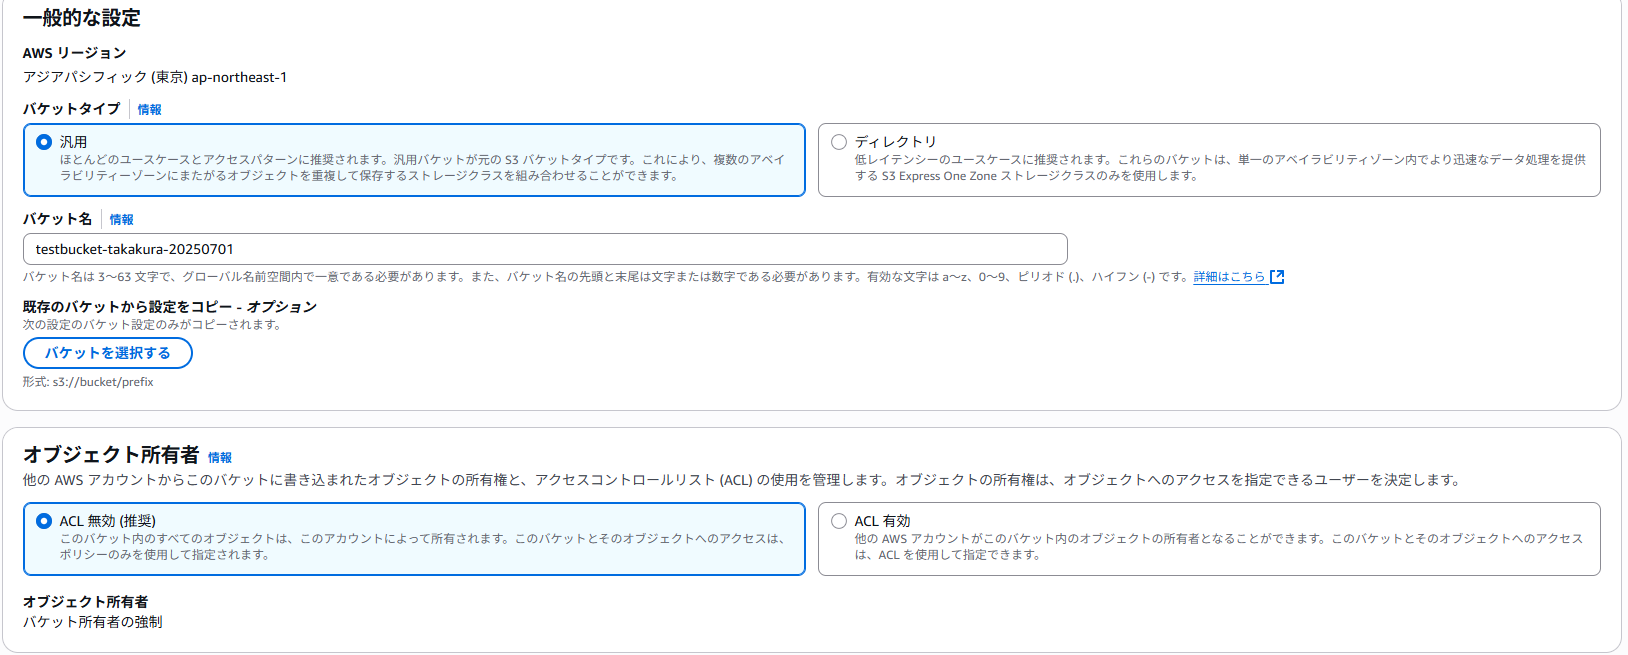 一般的な設定
AWS リージョン
アジアパシフィック (東京) ap-northeast-1
バケットタイプ 情報
汎用
ほとんどのユースケースとアクセスパターンに推奨されます。汎用バケットが元の S3 バケットタイプです。これにより、複数のアベイ
ラビリティーゾーンにまたがるオブジェクトを重複して保存するストレージクラスを組み合わせることができます。
ディレクトリ
低レイテンシーのユースケースに推奨されます。これらのバケットは、単一のアベイラビリティゾーン内でより迅速なデータ処理を提供
する S3 Express One Zone ストレージクラスのみを使用します。
バケット名 情報
testbucket-takakura-20250701
バケット名は 3～63 文字で、グローバル名前空間内で一意である必要があります。また、バケット名の先頭と末尾は文字または数字である必要があります。有効な文字は a～z、0～9、ピリオド (.)、ハイフン (-) です。詳細はこちら
既存のバケットから設定をコピー - オプション
次の設定のバケット設定のみがコピーされます。
バケットを選択する
形式: s3://bucket/prefix
オブジェクト所有者 情報
他の AWS アカウントからこのバケットに書き込まれたオブジェクトの所有権と、アクセスコントロールリスト (ACL) の使用を管理します。オブジェクトの所有権は、オブジェクトへのアクセスを指定できるユーザーを決定します。
ACL 無効 (推奨)
このバケット内のすべてのオブジェクトは、このアカウントによって所有されます。このバケットとそのオブジェクトへのアクセスは、
ポリシーのみを使用して指定されます。
ACL 有効
他の AWS アカウントがこのバケット内のオブジェクトの所有者となることができます。このバケットとそのオブジェクトへのアクセス
は、ACL を使用して指定できます。
オブジェクト所有者
バケット所有者の強制